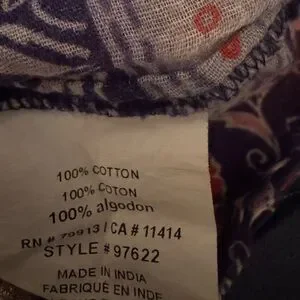 100% COTTON
100% COTON
100% algodon
RN # 79913 / CA # 11414
STYLE # 97622
MADE IN INDIA
FABRIQUÉ EN INDE